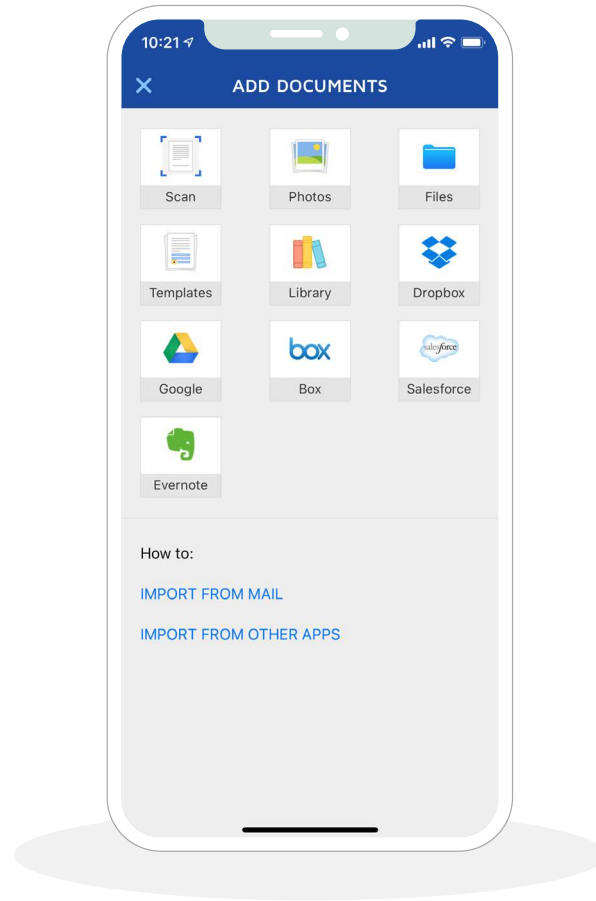 10:21
ADD DOCUMENTS
Scan Photos Files
Templates Library Dropbox
box salesforce
Google Box Salesforce
Evernote
How to:
IMPORT FROM MAIL
IMPORT FROM OTHER APPS